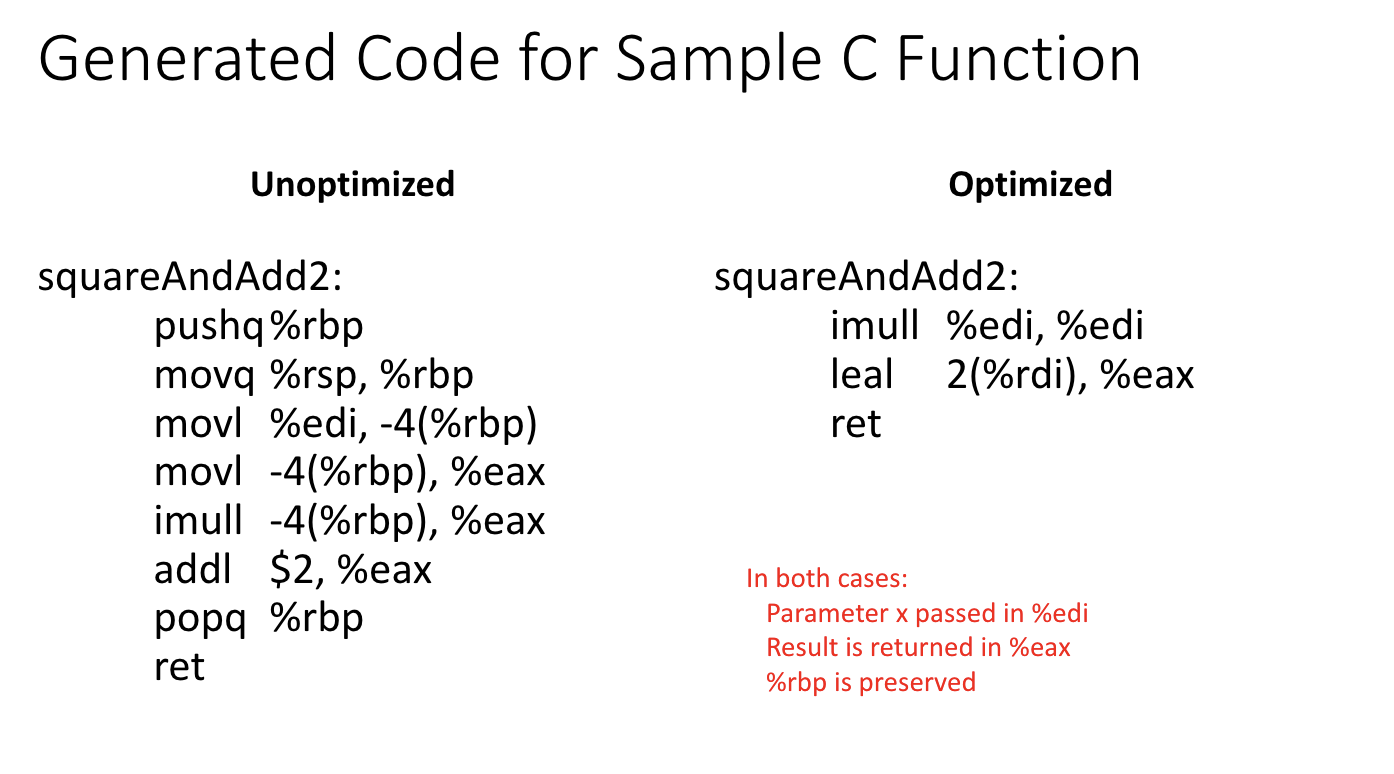 Generated Code for Sample C Function
Unoptimized
squareAndAdd2:
pushq %rbp
movq %rsp, %rbp
movl %edi, -4(%rbp)
movl -4(%rbp), %eax
imull -4(%rbp), %eax
addl $2, %eax
popq %rbp
ret
Optimized
squareAndAdd2:
imull %edi, %edi
leal 2(%rdi), %eax
ret
In both cases:
Parameter x passed in %edi
Result is returned in %eax
%rbp is preserved